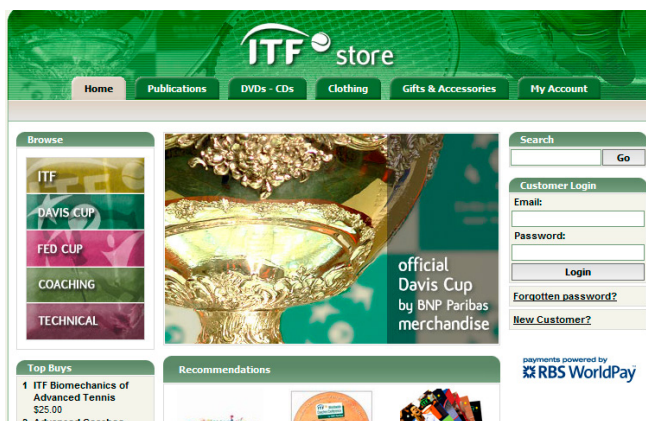 ITF store
Home
Publications
DVDs - CDs
Clothing
Gifts & Accessories
My Account
Browse
ITF
DAVIS CUP
FED CUP
COACHING
TECHNICAL
official
Davis Cup
by BNP Paribas
merchandise
Search
Go
Customer Login
Email:
Password:
Login
Forgotten password?
New Customer?
payments powered by
RBS WorldPay
Top Buys
1 ITF Biomechanics of
Advanced Tennis
$25.00
Recommendations